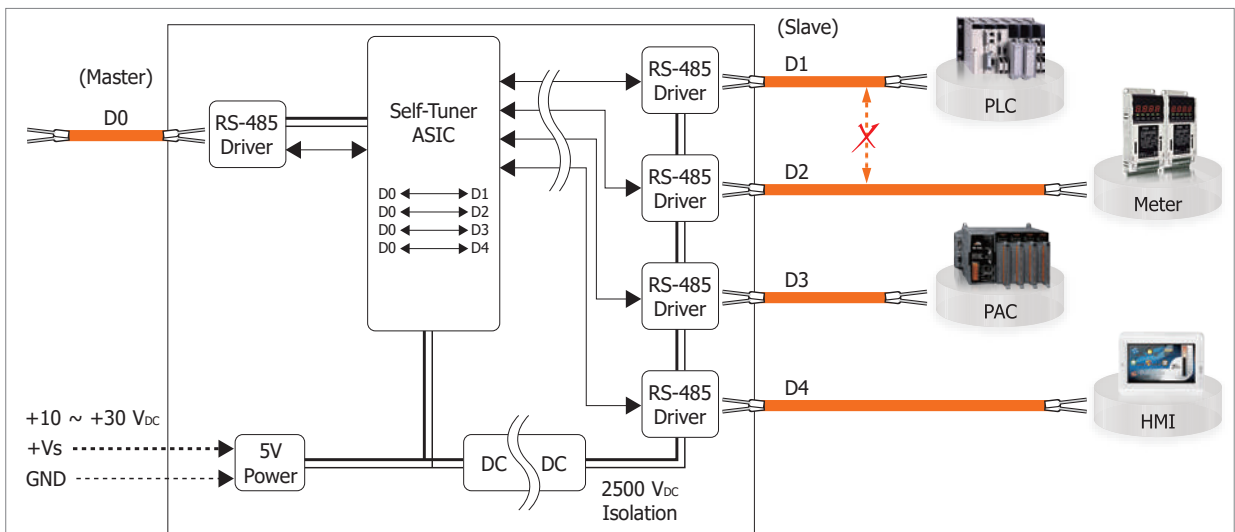 (Master)
D0
RS-485
Driver
Self-Tuner
ASIC
D0 D1
D0 D2
D0 D3
D0 D4
(Slave)
RS-485
Driver
D1
PLC
X
RS-485
Driver
D2
Meter
RS-485
Driver
D3
PAC
RS-485
Driver
D4
HMI
+10 ~ +30 VDC
+Vs
GND
5V
Power
DC DC
2500 VDC
Isolation